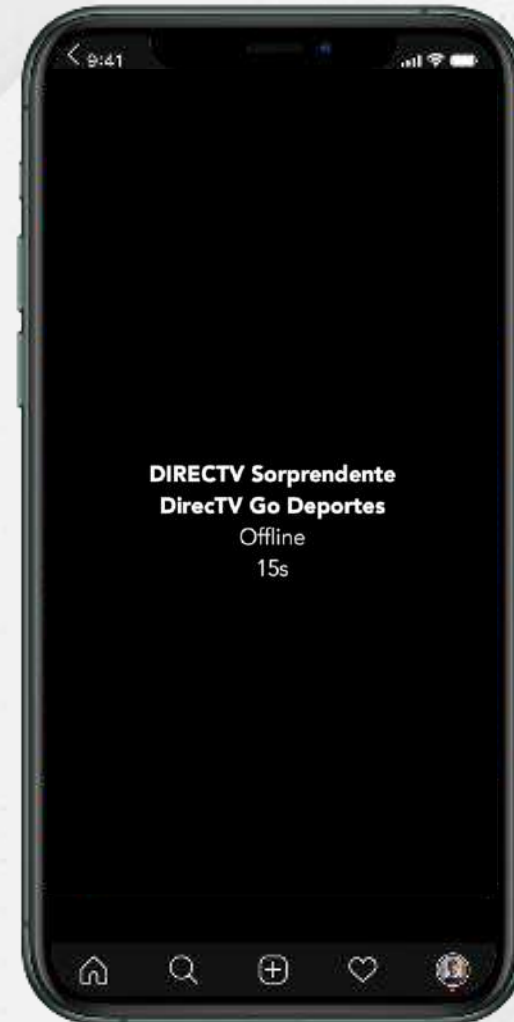 9:41
DIRECTV Sorprendente
DirecTV Go Deportes
Offline
15s